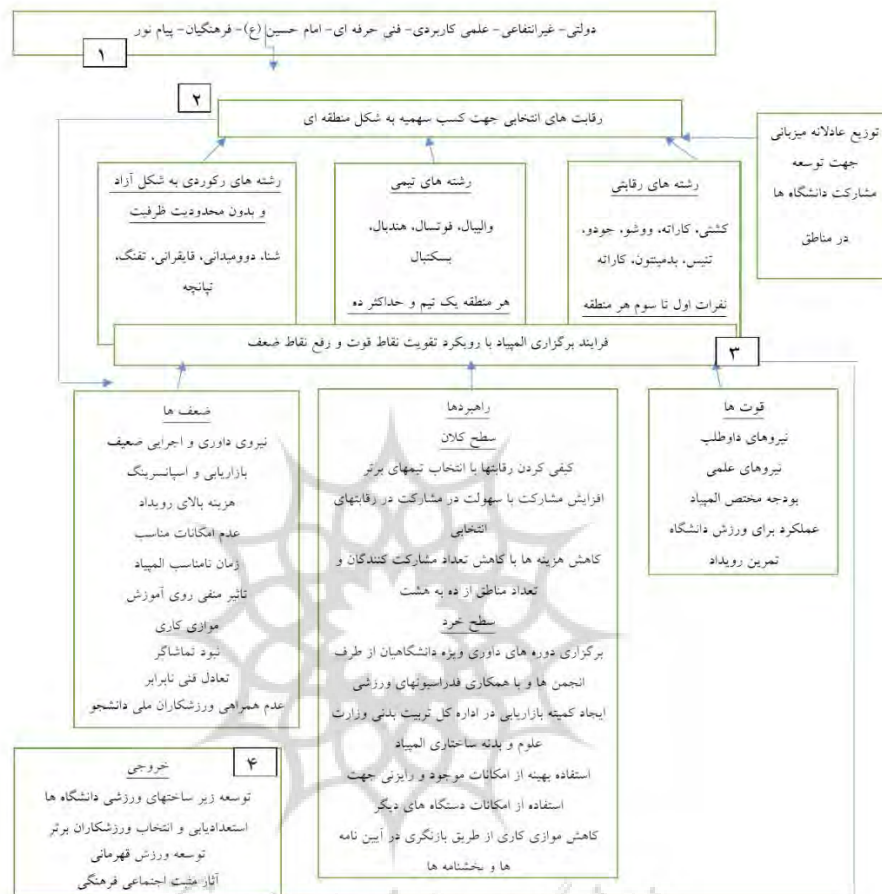 دولتی- غیرانتفاعی- علمی کاربردی- فنی حرفه ای- امام حسین (ع)- فرهنگیان- پیام نور
۱
۲
رقابت های انتخابی جهت کسب سهمیه به شکل منطقه ای
توزیع عادلانه میزبانی
جهت توسعه
مشارکت دانشگاه ها
در مناطق
رشته های رقابتی
کشتی، کاراته، ووشو، جودو،
تنیس، بدمینتون، کاراته
نفرات اول تا سوم هر منطقه
رشته های تیمی
والیبال، فوتسال، هندبال،
بسکتبال
هر منطقه یک تیم و حداکثر ده
رشته های رکوردی به شکل آزاد
و بدون محدودیت ظرفیت
شنا، دوومیدانی، قایقرانی، تفنگ،
تپانچه
۳
فرایند برگزاری المپیاد با رویکرد تقویت نقاط قوت و رفع نقاط ضعف
قوت ها
نیروهای داوطلب
نیروهای علمی
بودجه مختص المپیاد
عملکرد برای ورزش دانشگاه
تمرین رویداد
راهبردها
سطح کلان
کیفی کردن رقابتها با انتخاب تیمهای برتر
افزایش مشارکت با سهولت در مشارکت در رقابتهای
انتخابی
کاهش هزینه ها با کاهش تعداد مشارکت کنندگان و
تعداد مناطق از ده به هشت
سطح خرد
برگزاری دوره های داوری ویژه دانشگاهیان از طرف
انجمن ها و با همکاری فدراسیونهای ورزشی
ایجاد کمیته بازاریابی در اداره کل تربیت بدنی وزارت
علوم و بدنه ساختاری المپیاد
استفاده بهینه از امکانات موجود و رایزنی جهت
استفاده از امکانات دستگاه های دیگر
کاهش موازی کاری از طریق بازنگری در آیین نامه
ها و بخشنامه ها
ضعف ها
نیروی داوری و اجرایی ضعیف
بازاریابی و اسپانسرینگ
هزینه بالای رویداد
عدم امکانات مناسب
زمان نامناسب المپیاد
تاثیر منفی روی آموزش
موازی کاری
نبود تماشاگر
تعادل فنی نابرابر
عدم همراهی ورزشکاران ملی دانشجو
۴
خروجی
توسعه زیر ساختهای ورزشی دانشگاه ها
استعدادیابی و انتخاب ورزشکاران برتر
توسعه ورزش قهرمانی
آثار مثبت اجتماعی فرهنگی